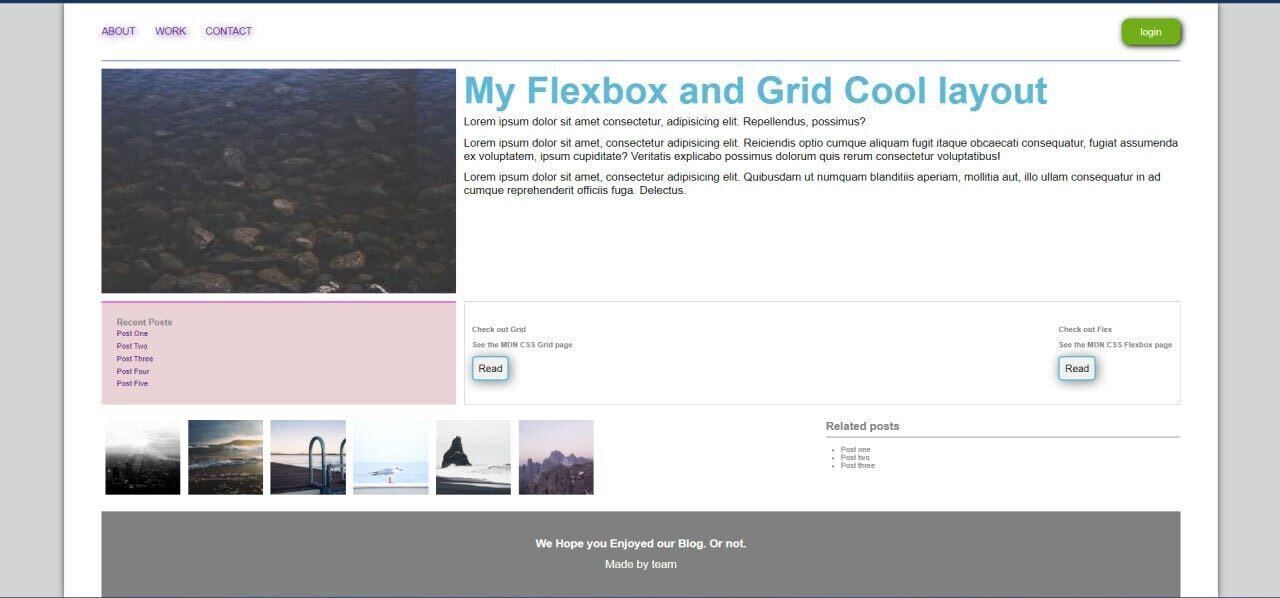 ABOUT WORK CONTACT login
My Flexbox and Grid Cool layout
Lorem ipsum dolor sit amet consectetur, adipisicing elit. Repellendus, possimus?
Lorem ipsum dolor sit amet, consectetur adipisicing elit. Reiciendis optio cumque aliquam fugit itaque obcaecati consequatur, fugiat assumenda
ex voluptatem, ipsum cupiditate? Veritatis explicabo possimus dolorum quis rerum consectetur voluptatibus!
Lorem ipsum dolor sit amet, consectetur adipisicing elit. Quibusdam ut numquam blanditiis aperiam, mollitia aut, illo ullam consequatur in ad
cumque reprehenderit officiis fuga. Delectus.
Recent Posts
Post One
Post Two
Post Three
Post Four
Post Five
Check out Grid
See the MDN CSS Grid page
Read
Check out Flex
See the MDN CSS Flexbox page
Read
Related posts
Post one
Post two
Post three
We Hope you Enjoyed our Blog. Or not.
Made by team